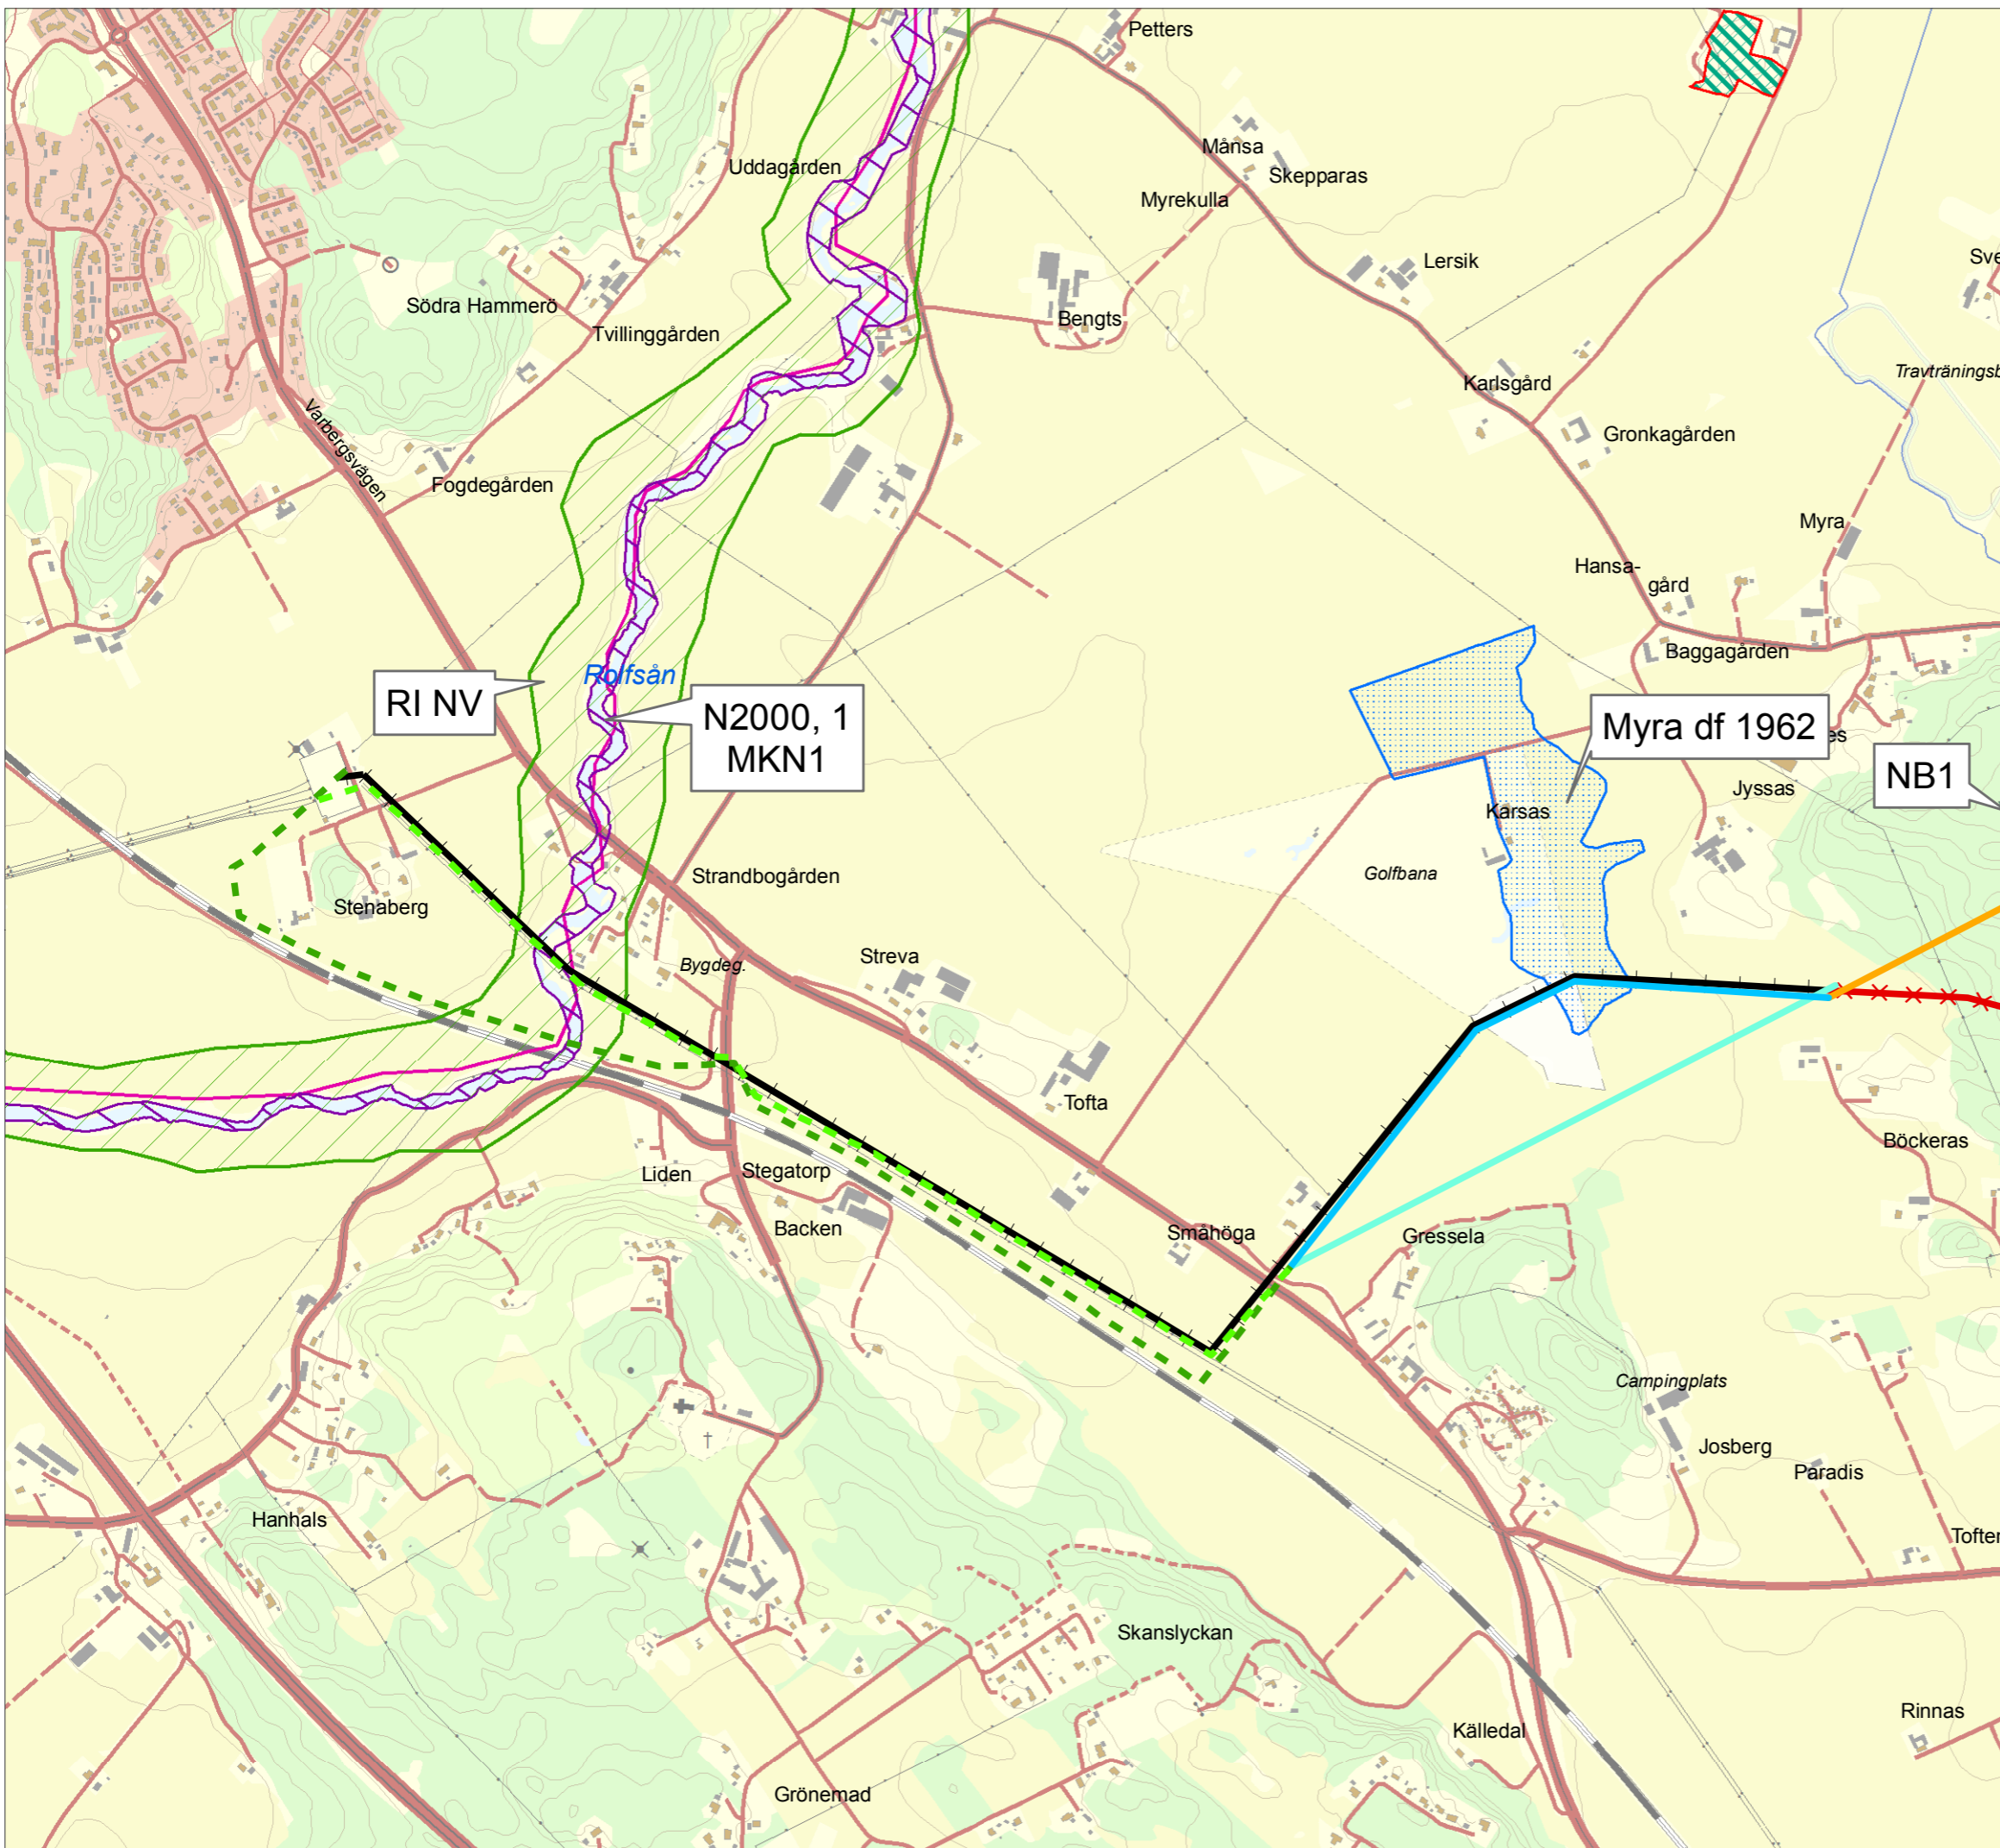 Petters
Månsa
Uddagården
Skepparas
Myrekulla
Lersik
Södra Hammerö
Bengts
Tvillinggården
Karlsgård
Varbergsvägen
Gronkagården
Fogdegården
Myra
Hansa-
gård
Baggagården
Rolfsån
RI NV
N2000, 1
MKN1
Myra df 1962
NB1
Jyssas
Karsas
Golfbana
Strandbogården
Stenaberg
Streva
Bygdeg.
Tofta
Böckeras
Liden
Stegatorp
Backen
Småhöga
Gressela
Campingplats
Josberg
Paradis
Hanhals
Skanslyckan
Rinnas
Källedal
Grönemad